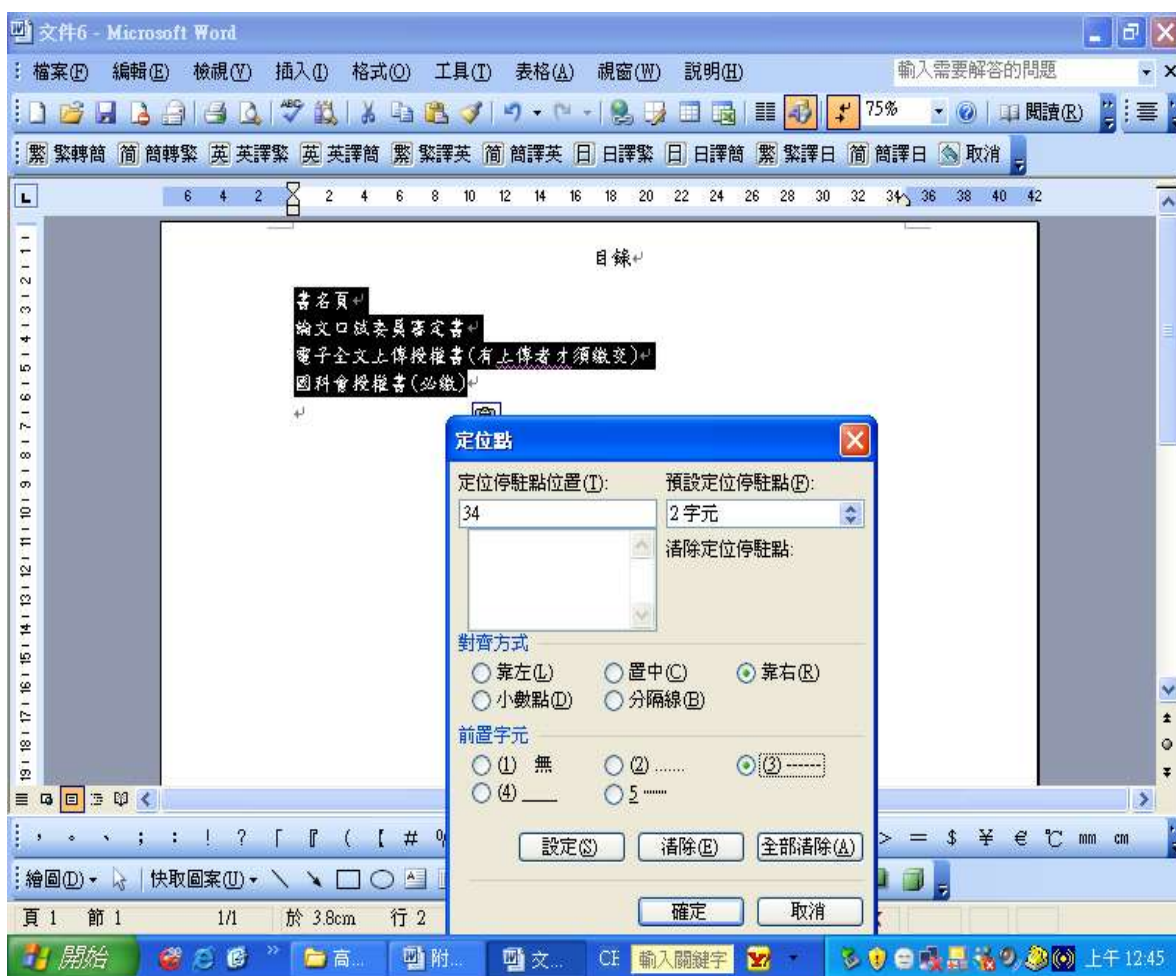 文件6 - Microsoft Word
檔案(F) 編輯(E) 檢視(V) 插入(I) 格式(O) 工具(T) 表格(A) 視窗(W) 說明(H) 輸入需要解答的問題
75% 閱讀(R)
繁 繁轉簡 简 簡轉繁 英 英譯繁 英 英譯簡 繁 繁譯英 简 簡譯英 日 日譯繁 日 日譯簡 繁 繁譯日 简 簡譯日 取消
6 4 2 2 4 6 8 10 12 14 16 18 20 22 24 26 28 30 32 34 36 38 40 42
目錄
書名頁
論文口試委員審定書
電子全文上傳授權書(有上傳者才須繳交)
國科會授權書(必繳)
定位點
定位停駐點位置(T): 預設定位停駐點(F):
34 2 字元
清除定位停駐點:
對齊方式
靠左(L) 置中(C) 靠右(R)
小數點(D) 分隔線(B)
前置字元
(1) 無 (2) ....... (3) ------
(4) ___ 5 ┈┈
設定(S) 清除(E) 全部清除(A)
確定 取消
， 。 、 ； ： ! ? 「 『 ( 【 # > = $ ¥ € ℃ mm cm
繪圖(D) 快取圖案(U)
頁 1 節 1 1/1 於 3.8cm 行 2
開始 高... 附... 文... CH 輸入關鍵字 上午 12:45